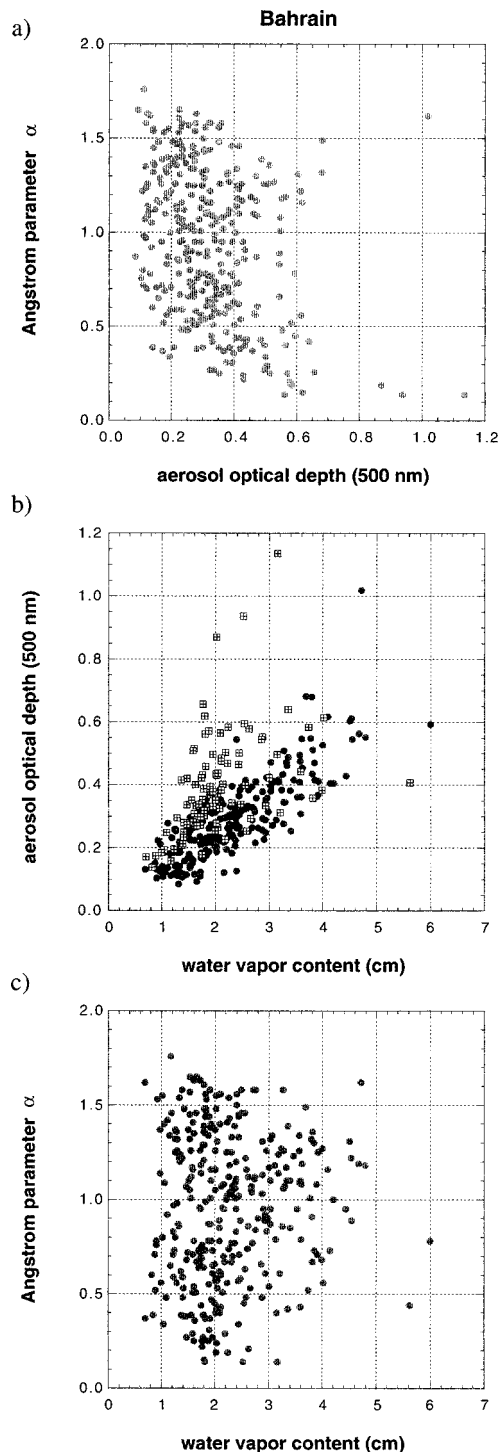 Bahrain
a)
2.0
1.5
1.0
0.5
0.0
Angstrom parameter α
0.0 0.2 0.4 0.6 0.8 1.0 1.2
aerosol optical depth (500 nm)
b)
1.2
1.0
0.8
0.6
0.4
0.2
0.0
aerosol optical depth (500 nm)
0 1 2 3 4 5 6 7
water vapor content (cm)
c)
2.0
1.5
1.0
0.5
0.0
Angstrom parameter α
0 1 2 3 4 5 6 7
water vapor content (cm)